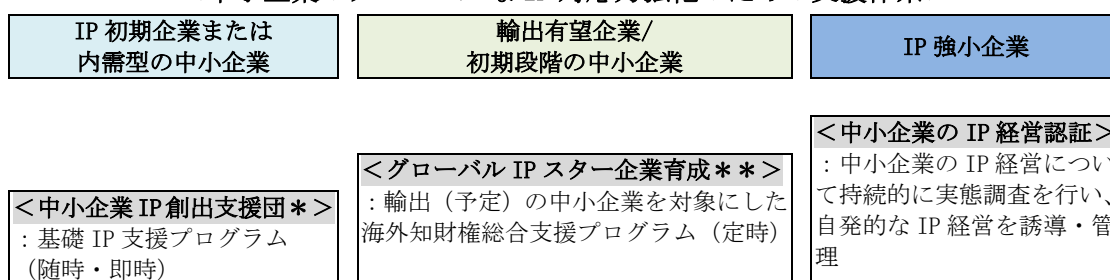 IP 初期企業または
内需型の中小企業
輸出有望企業/
初期段階の中小企業
IP 強小企業
<中小企業 IP 創出支援団*>
:基礎 IP 支援プログラム
(随時・即時)
<グローバル IP スター企業育成**>
:輸出(予定)の中小企業を対象にした
海外知財権総合支援プログラム(定時)
<中小企業の IP 経営認証>
:中小企業の IP 経営につい
て持続的に実態調査を行い、
自発的な IP 経営を誘導・管
理